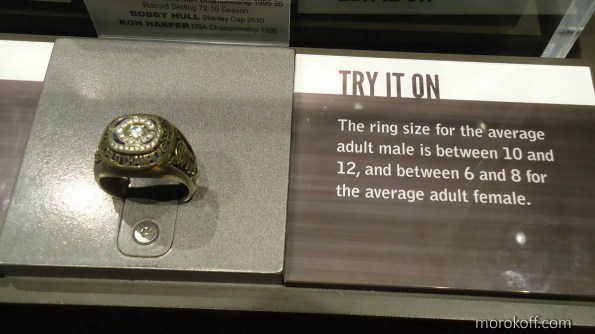 Record Setting 72-10 Season
BOBBY HULL Stanley Cup 2010
RON HARPER NBA Championship 1998
TRY IT ON
The ring size for the average
adult male is between 10 and
12, and between 6 and 8 for
the average adult female.
morokoff.com